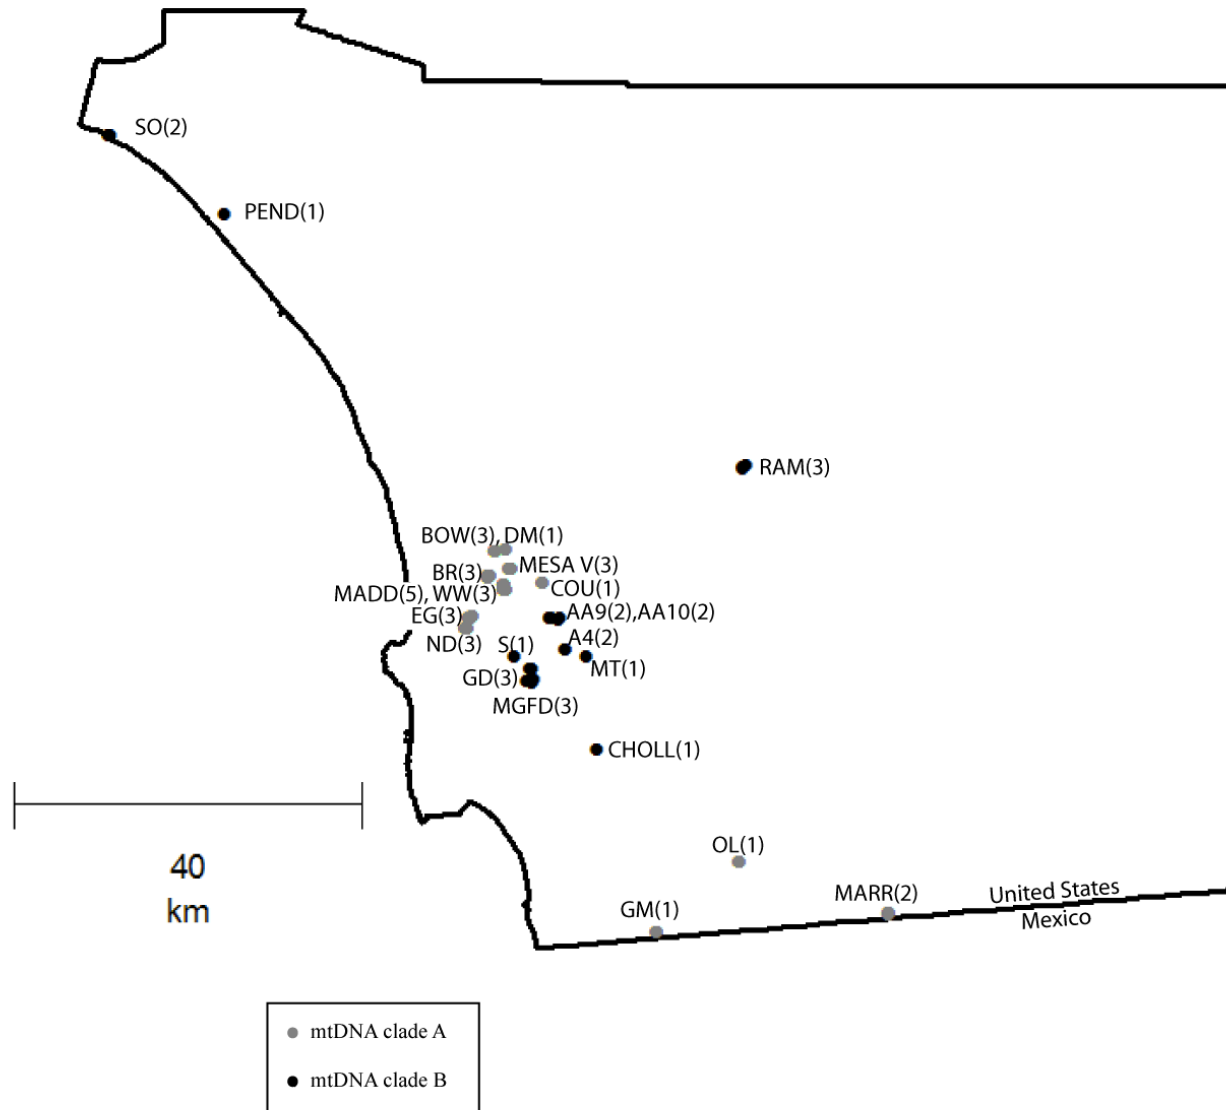 SO(2)
PEND(1)
RAM(3)
BOW(3),DM(1)
MESA V(3)
BR(3)
COU(1)
MADD(5),WW(3)
EG(3)
AA9(2),AA10(2)
ND(3)
S(1)
A4(2)
MT(1)
GD(3)
MGFD(3)
CHOLL(1)
OL(1)
40
km
MARR(2)
United States
GM(1)
Mexico
mtDNA clade A
mtDNA clade B